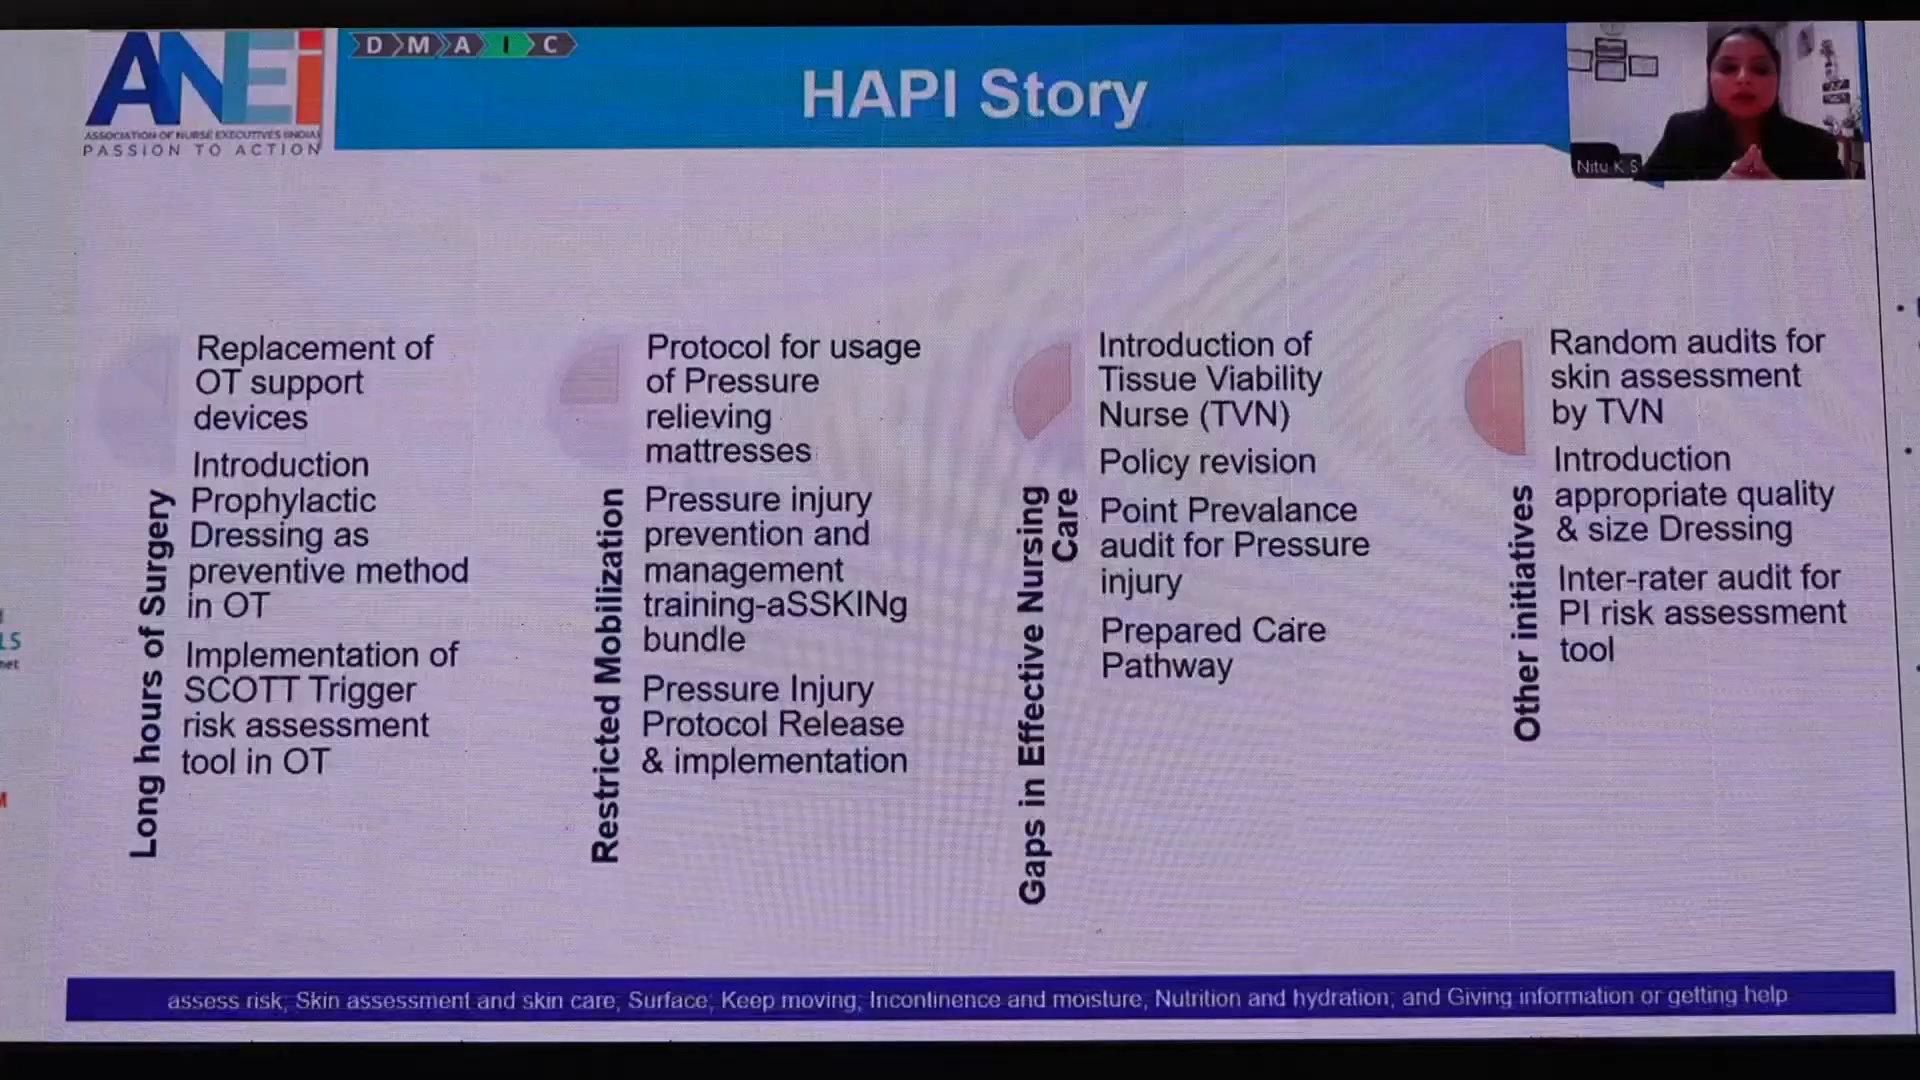 ANEi
ASSOCIATION OF NURSE EXECUTIVES (INDIA)
PASSION TO ACTION
D M A I C
HAPI Story
Nitu K S
Long hours of Surgery
Replacement of
OT support
devices
Introduction
Prophylactic
Dressing as
preventive method
in OT
Implementation of
SCOTT Trigger
risk assessment
tool in OT
Restricted Mobilization
Protocol for usage
of Pressure
relieving
mattresses
Pressure injury
prevention and
management
training-aSSKINg
bundle
Pressure Injury
Protocol Release
& implementation
Gaps in Effective Nursing
Care
Introduction of
Tissue Viability
Nurse (TVN)
Policy revision
Point Prevalance
audit for Pressure
injury
Prepared Care
Pathway
Other initiatives
Random audits for
skin assessment
by TVN
Introduction
appropriate quality
& size Dressing
Inter-rater audit for
PI risk assessment
tool
assess risk; Skin assessment and skin care; Surface; Keep moving; Incontinence and moisture; Nutrition and hydration; and Giving information or getting help